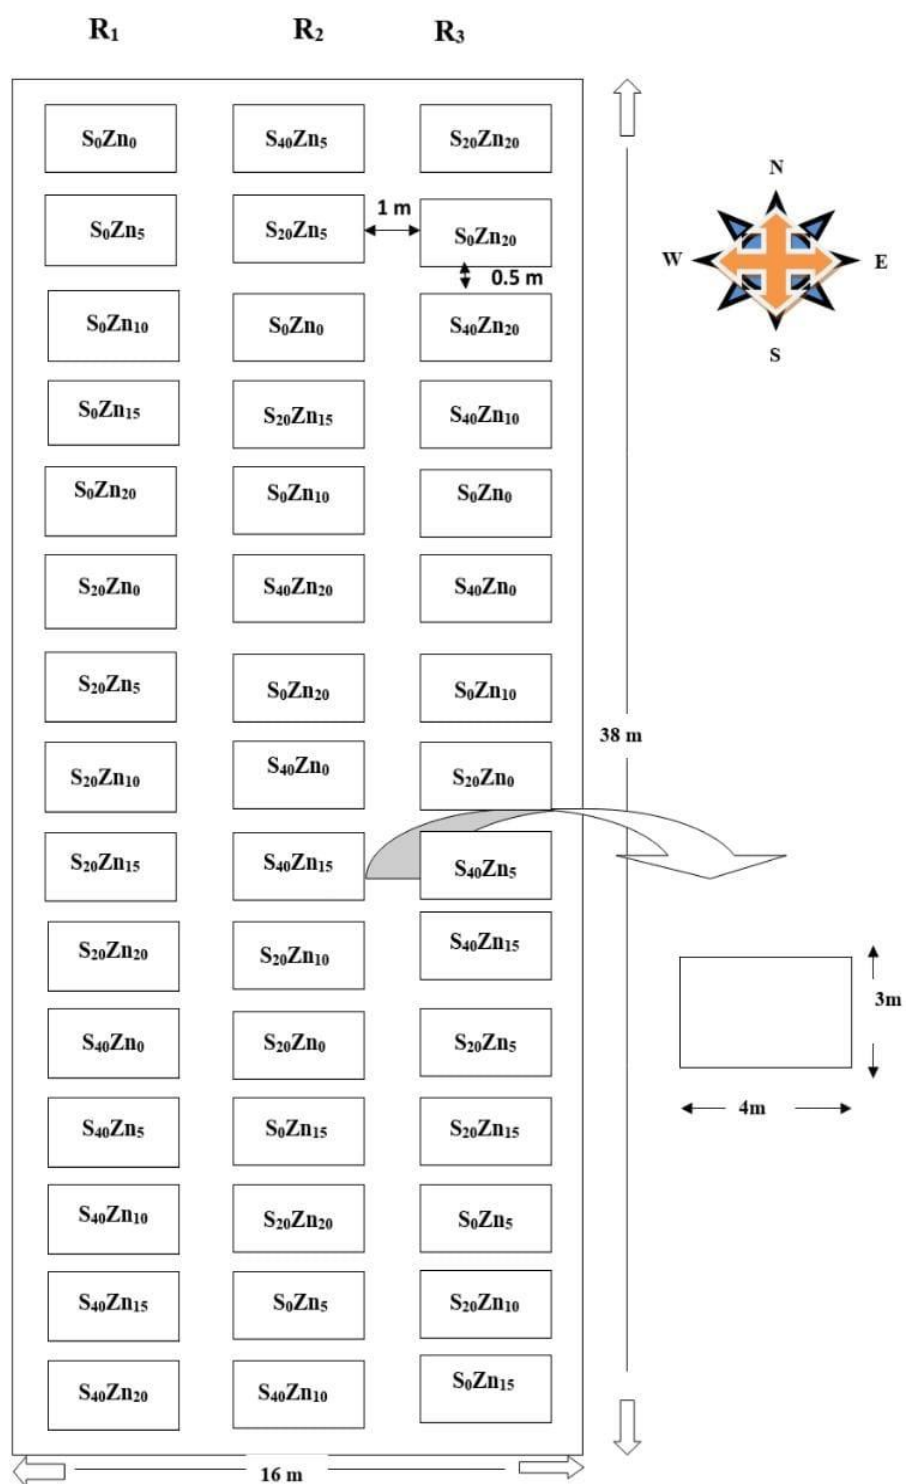 R₁ R₂ R₃
S₀Zn₀ S₄₀Zn₅ S₂₀Zn₂₀
N
1 m
S₀Zn₅ S₂₀Zn₅ S₀Zn₂₀
W E
0.5 m
S₀Zn₁₀ S₀Zn₀ S₄₀Zn₂₀
S
S₀Zn₁₅ S₂₀Zn₁₅ S₄₀Zn₁₀
S₀Zn₂₀ S₀Zn₁₀ S₀Zn₀
S₂₀Zn₀ S₄₀Zn₂₀ S₄₀Zn₀
S₂₀Zn₅ S₀Zn₂₀ S₀Zn₁₀
38 m
S₂₀Zn₁₀ S₄₀Zn₀ S₂₀Zn₀
S₂₀Zn₁₅ S₄₀Zn₁₅ S₄₀Zn₅
S₂₀Zn₂₀ S₂₀Zn₁₀ S₄₀Zn₁₅
3m
S₄₀Zn₀ S₂₀Zn₀ S₂₀Zn₅
4m
S₄₀Zn₅ S₀Zn₁₅ S₂₀Zn₁₅
S₄₀Zn₁₀ S₂₀Zn₂₀ S₀Zn₅
S₄₀Zn₁₅ S₀Zn₅ S₂₀Zn₁₀
S₄₀Zn₂₀ S₄₀Zn₁₀ S₀Zn₁₅
16 m